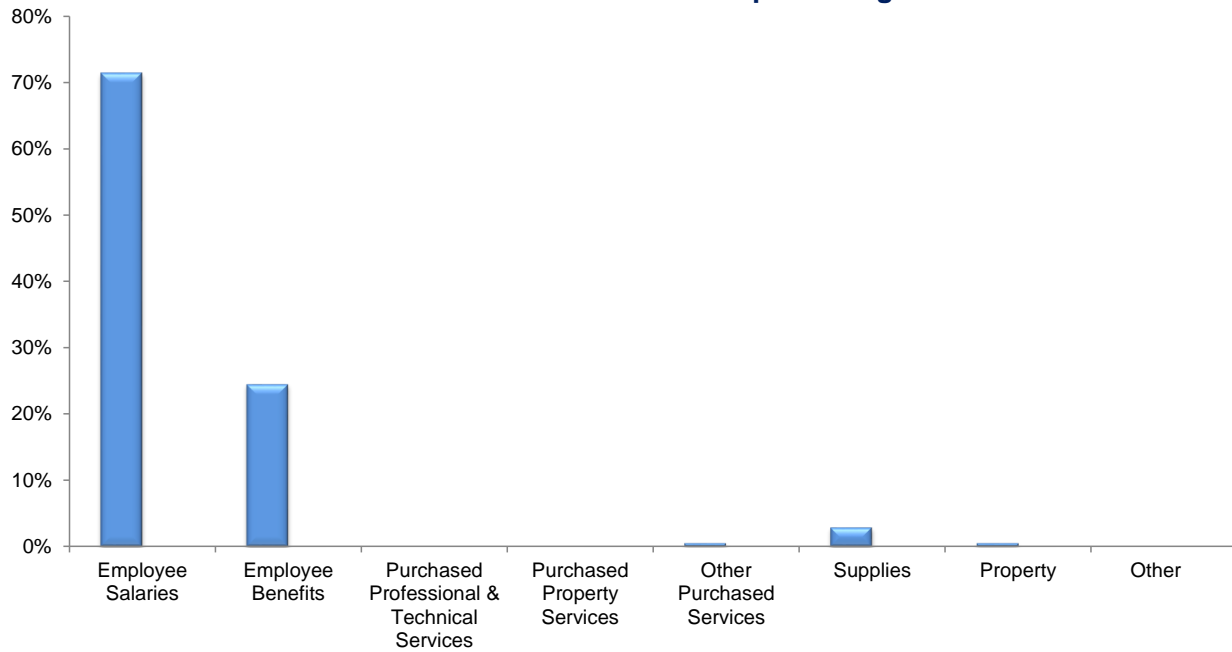 80%
70%
60%
50%
40%
30%
20%
10%
0%
Employee
Salaries
Employee
Benefits
Purchased
Professional &
Technical
Services
Purchased
Property
Services
Other
Purchased
Services
Supplies
Property
Other